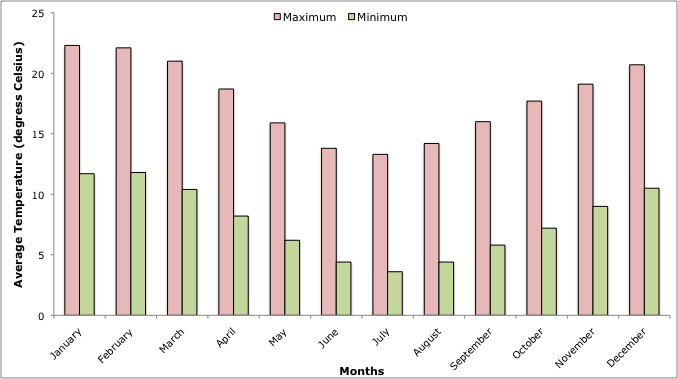 Maximum Minimum
25
20
15
10
5
0
Average Temperature (degress Celsius)
January February March April May June July August September October November December
Months